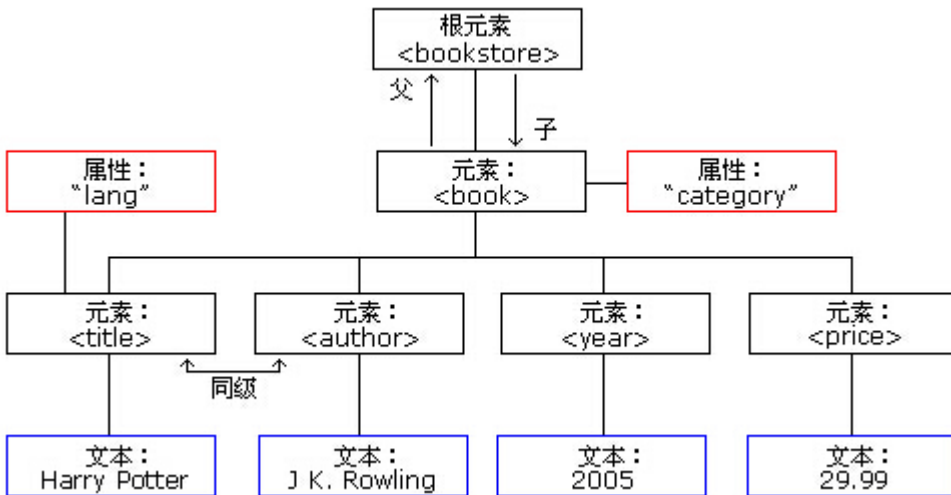 根元素
<bookstore>
父
子
属性：
“lang”
元素：
<book>
属性：
“category”
元素：
<title>
元素：
<author>
元素：
<year>
元素：
<price>
同级
文本：
Harry Potter
文本：
J K. Rowling
文本：
2005
文本：
29.99